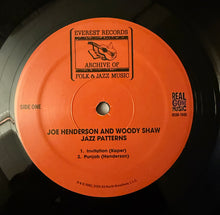 EVEREST RECORDS
ARCHIVE OF
FOLK & JAZZ MUSIC
SIDE ONE
REAL
GONE
MUSIC
JOE HENDERSON AND WOODY SHAW
JAZZ PATTERNS
1. Invitation (Kaper)
2. Punjab (Henderson)